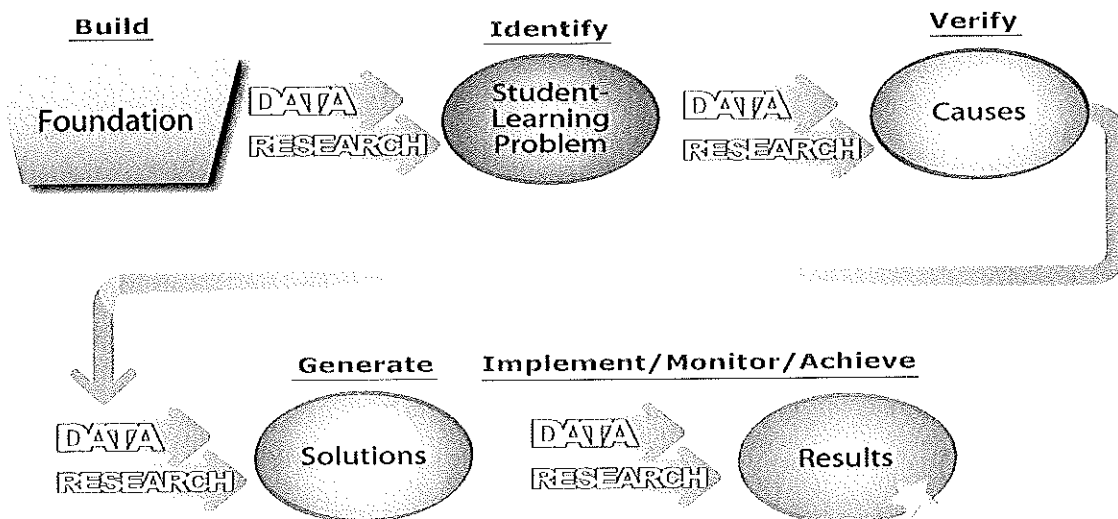 Build
Identify
Verify
Foundation
DATA
RESEARCH
Student-
Learning
Problem
DATA
RESEARCH
Causes
Generate
Implement/Monitor/Achieve
DATA
RESEARCH
Solutions
DATA
RESEARCH
Results